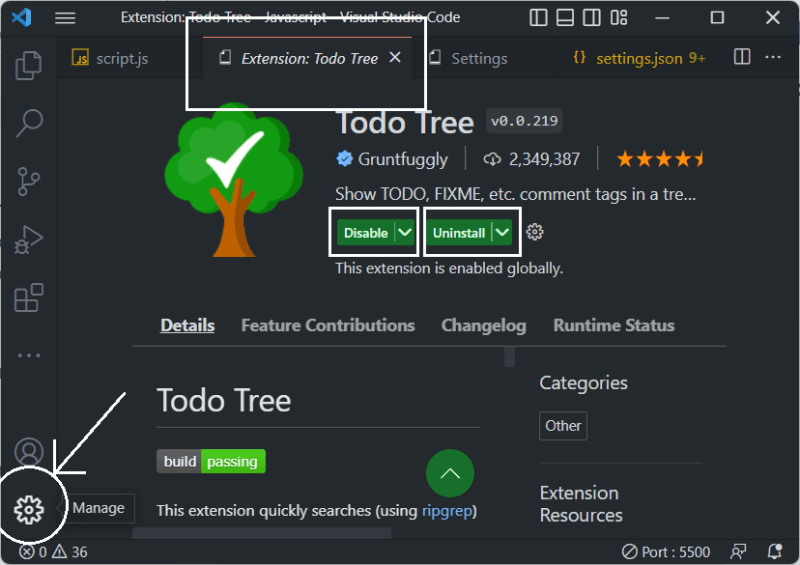 Extension: Todo Tree - Javascript - Visual Studio Code
JS script.js
Extension: Todo Tree
Settings
{} settings.json 9+
Todo Tree v0.0.219
Gruntfuggly 2,349,387
Show TODO, FIXME, etc. comment tags in a tre...
Disable Uninstall
This extension is enabled globally.
Details Feature Contributions Changelog Runtime Status
Todo Tree
build passing
This extension quickly searches (using ripgrep)
Categories
Other
Extension
Resources
Manage
0 36
Port : 5500